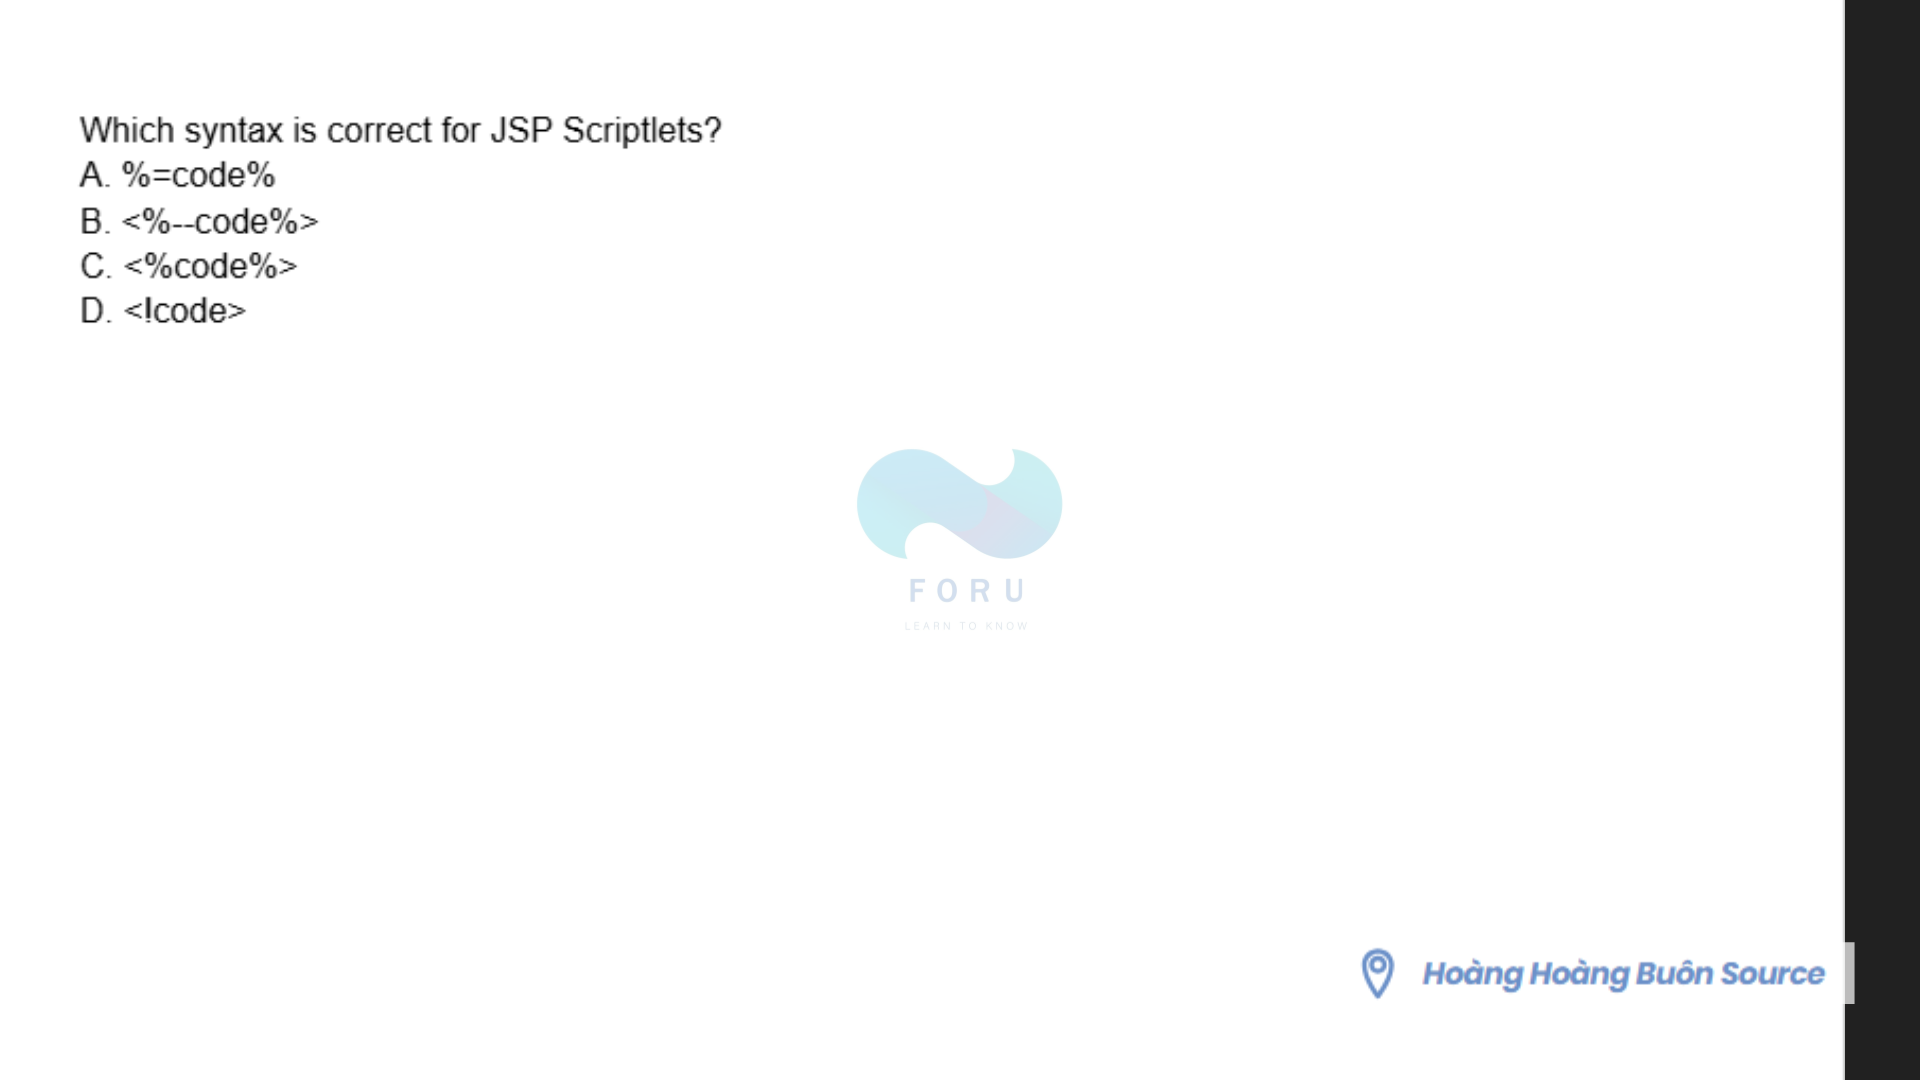 Which syntax is correct for JSP Scriptlets?
A. %=code%
B. <%--code%>
C. <%code%>
D. <!code>
FORU
LEARN TO KNOW
Hoàng Hoàng Buôn Source